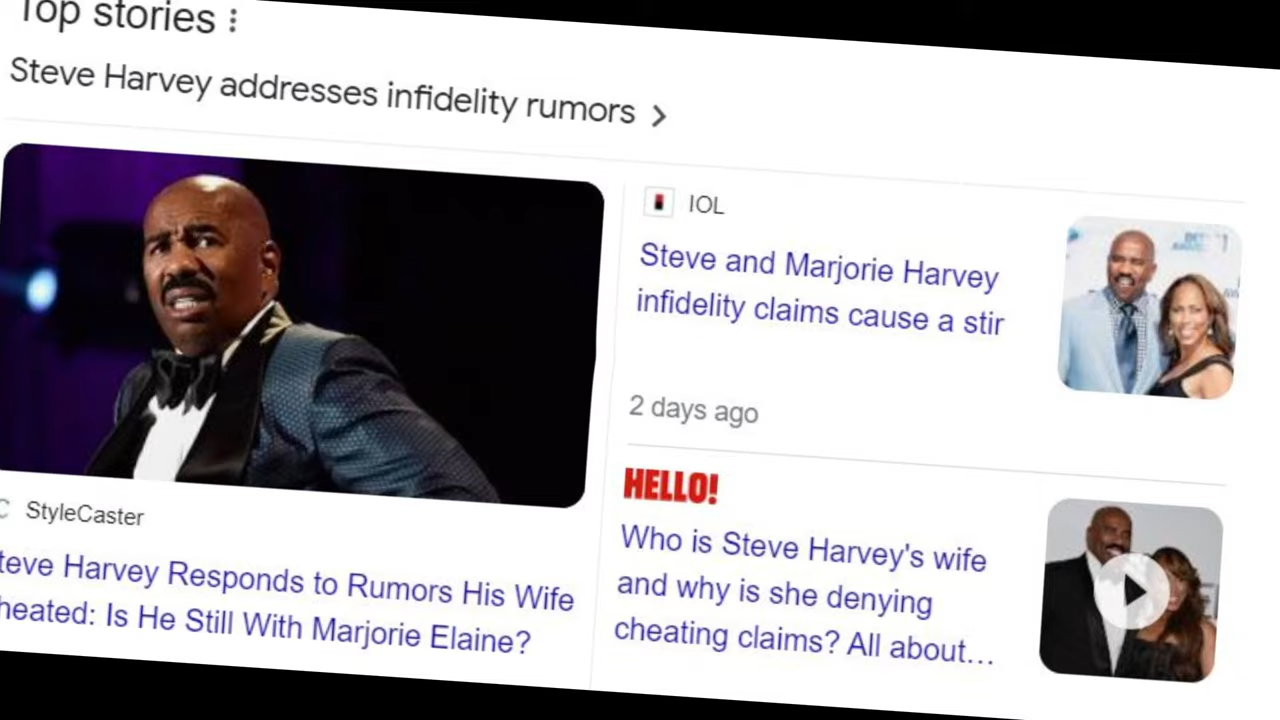 Top stories
Steve Harvey addresses infidelity rumors
IOL
Steve and Marjorie Harvey
infidelity claims cause a stir
2 days ago
HELLO!
Who is Steve Harvey's wife
and why is she denying
cheating claims? All about...
StyleCaster
teve Harvey Responds to Rumors His Wife
heated: Is He Still With Marjorie Elaine?